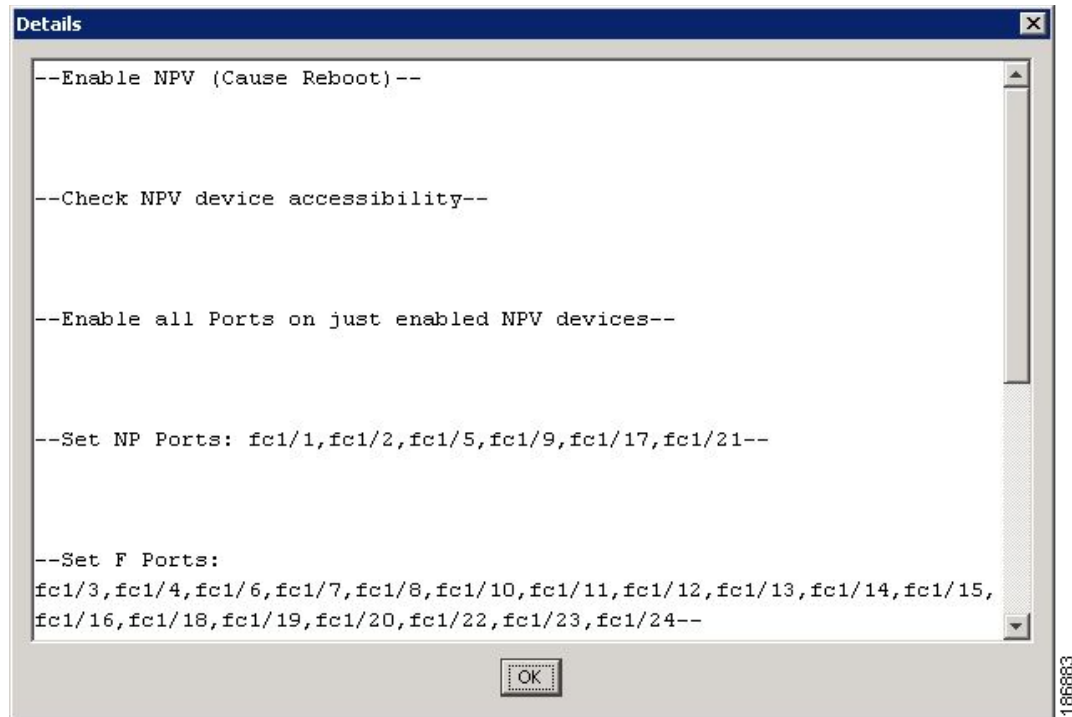 Details
--Enable NPV (Cause Reboot)--
--Check NPV device accessibility--
--Enable all Ports on just enabled NPV devices--
--Set NP Ports: fc1/1,fc1/2,fc1/5,fc1/9,fc1/17,fc1/21--
--Set F Ports:
fc1/3,fc1/4,fc1/6,fc1/7,fc1/8,fc1/10,fc1/11,fc1/12,fc1/13,fc1/14,fc1/15,
fc1/16,fc1/18,fc1/19,fc1/20,fc1/22,fc1/23,fc1/24--
OK
186883